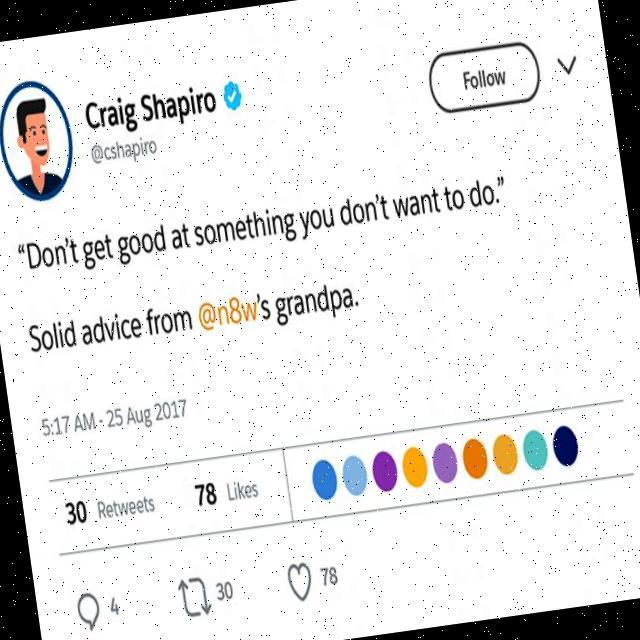 Craig Shapiro
Follow
@cshapiro
“Don’t get good at something you don’t want to do.”
Solid advice from @n8w’s grandpa.
5:17 AM - 25 Aug 2017
30 Retweets 78 Likes
4 30 78